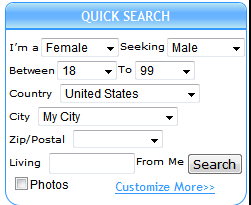 QUICK SEARCH
I'm a Female Seeking Male
Between 18 To 99
Country United States
City My City
Zip/Postal
Living From Me Search
Photos Customize More>>